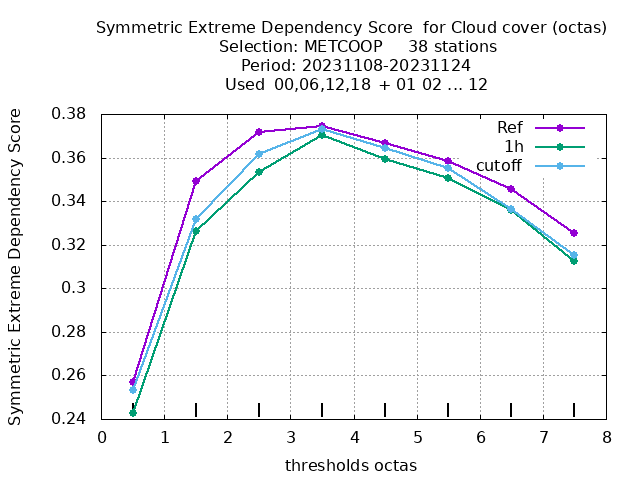 Symmetric Extreme Dependency Score for Cloud cover (octas)
Selection: METCOOP 38 stations
Period: 20231108-20231124
Used 00,06,12,18 + 01 02 ... 12
Symmetric Extreme Dependency Score
0.38
0.36
0.34
0.32
0.3
0.28
0.26
0.24
Ref
1h
cutoff
0 1 2 3 4 5 6 7 8
thresholds octas